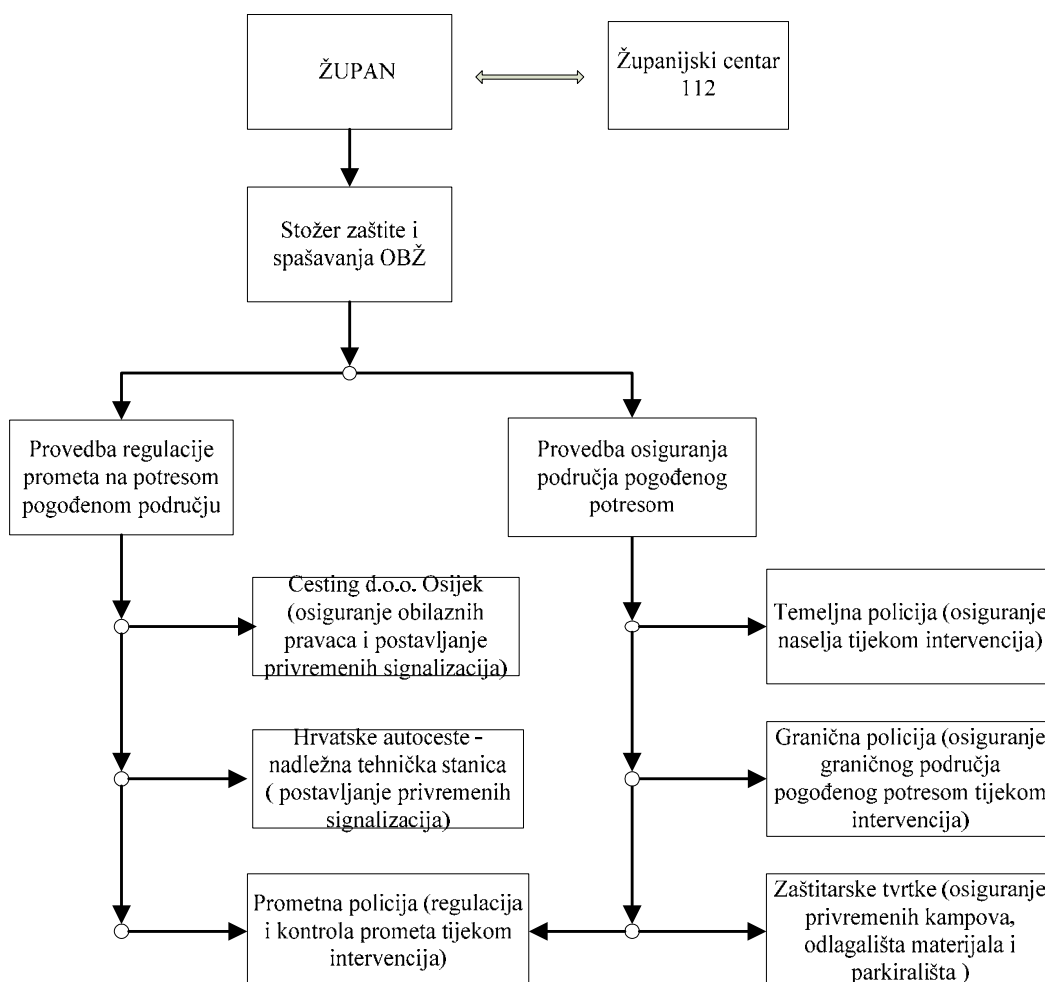 ŽUPAN
Županijski centar
112
Stožer zaštite i
spašavanja OBŽ
Provedba regulacije
prometa na potresom
pogođenom području
Provedba osiguranja
područja pogođenog
potresom
Cesting d.o.o. Osijek
(osiguranje obilaznih
pravaca i postavljanje
privremenih signalizacija)
Temeljna policija (osiguranje
naselja tijekom intervencija)
Hrvatske autoceste -
nadležna tehnička stanica
( postavljanje privremenih
signalizacija)
Granična policija (osiguranje
graničnog područja
pogođenog potresom tijekom
intervencija)
Prometna policija (regulacija
i kontrola prometa tijekom
intervencija)
Zaštitarske tvrtke (osiguranje
privremenih kampova,
odlagališta materijala i
parkirališta )